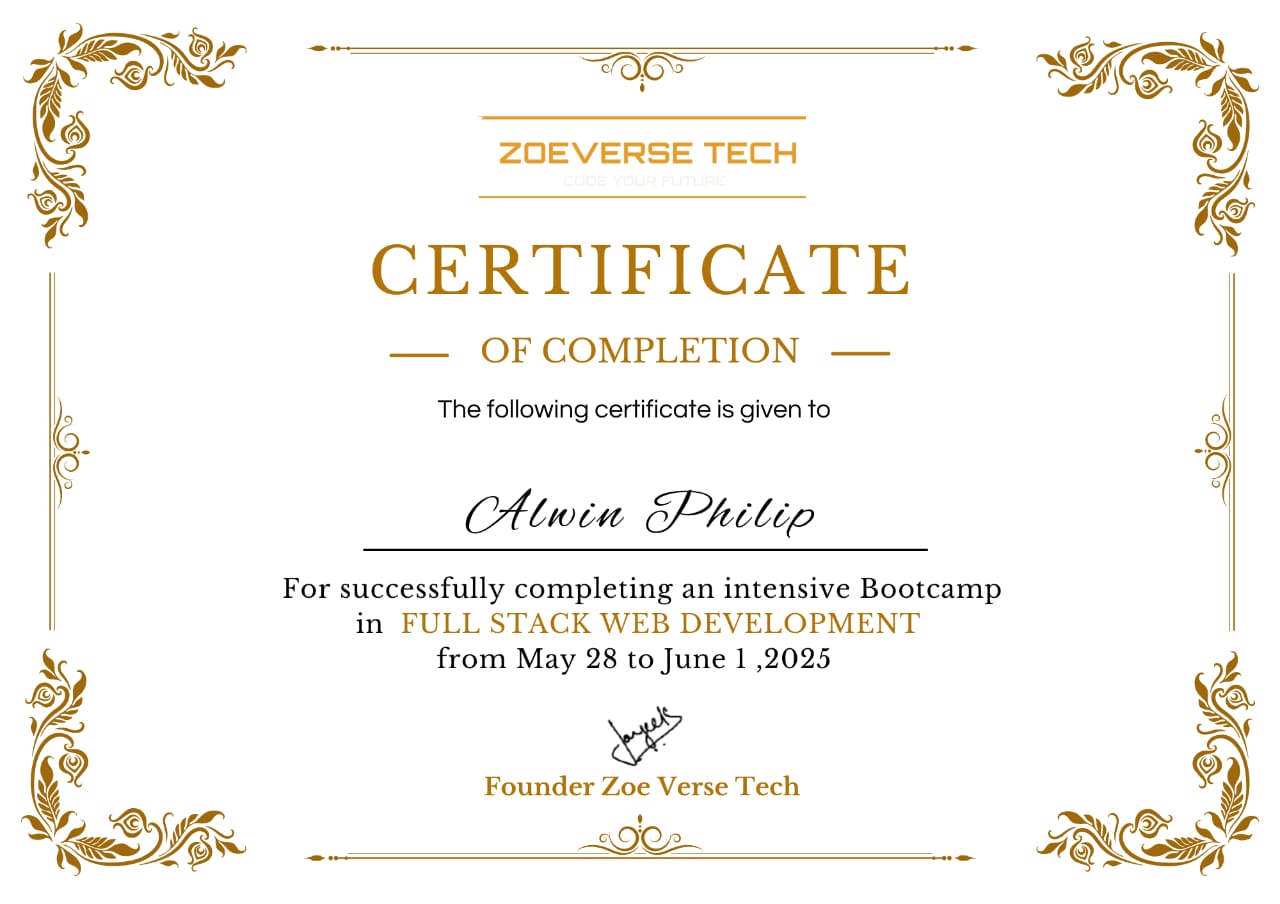 ZOEVERSE TECH
CODE YOUR FUTURE
CERTIFICATE
OF COMPLETION
The following certificate is given to
Alwin Philip
For successfully completing an intensive Bootcamp
in FULL STACK WEB DEVELOPMENT
from May 28 to June 1 ,2025
Founder Zoe Verse Tech